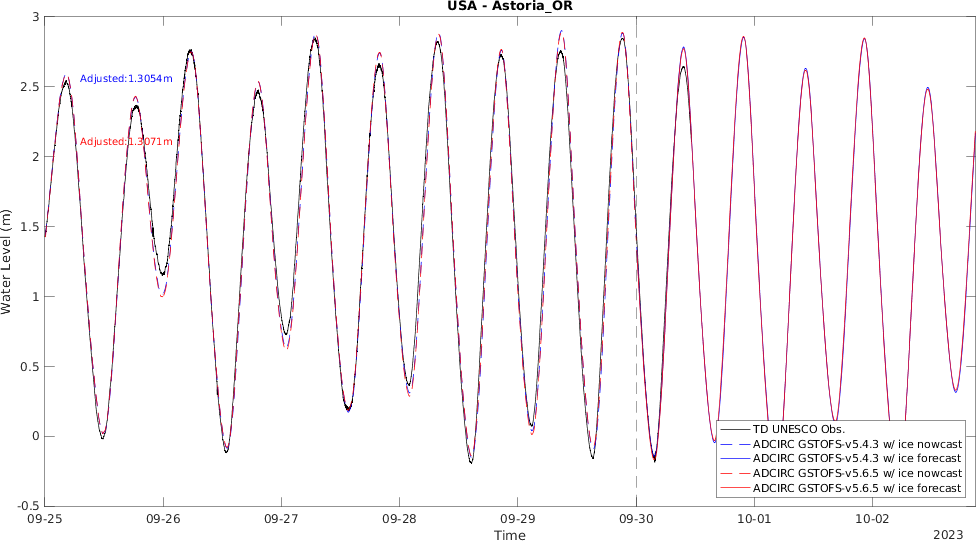 USA - Astoria_OR
3
2.5
2
1.5
1
0.5
0
-0.5
Water Level (m)
Adjusted:1.3054m
Adjusted:1.3071m
TD UNESCO Obs.
ADCIRC GSTOFS-v5.4.3 w/ ice nowcast
ADCIRC GSTOFS-v5.4.3 w/ ice forecast
ADCIRC GSTOFS-v5.6.5 w/ ice nowcast
ADCIRC GSTOFS-v5.6.5 w/ ice forecast
09-25 09-26 09-27 09-28 09-29 09-30 10-01 10-02
Time
2023